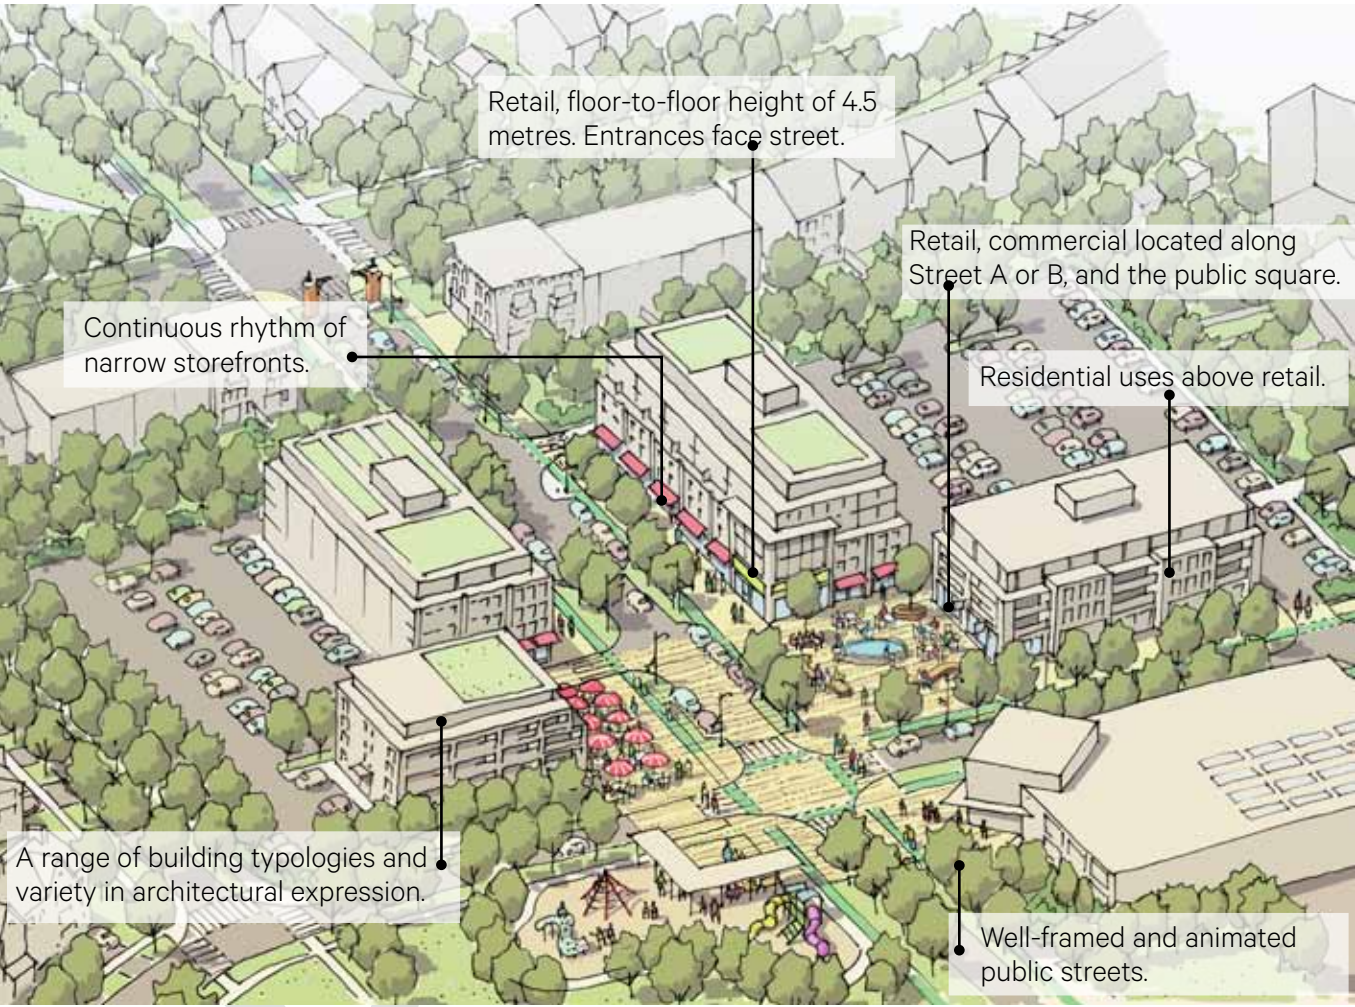 Retail, floor-to-floor height of 4.5
metres. Entrances face street.
Retail, commercial located along
Street A or B, and the public square.
Continuous rhythm of
narrow storefronts.
Residential uses above retail.
A range of building typologies and
variety in architectural expression.
Well-framed and animated
public streets.